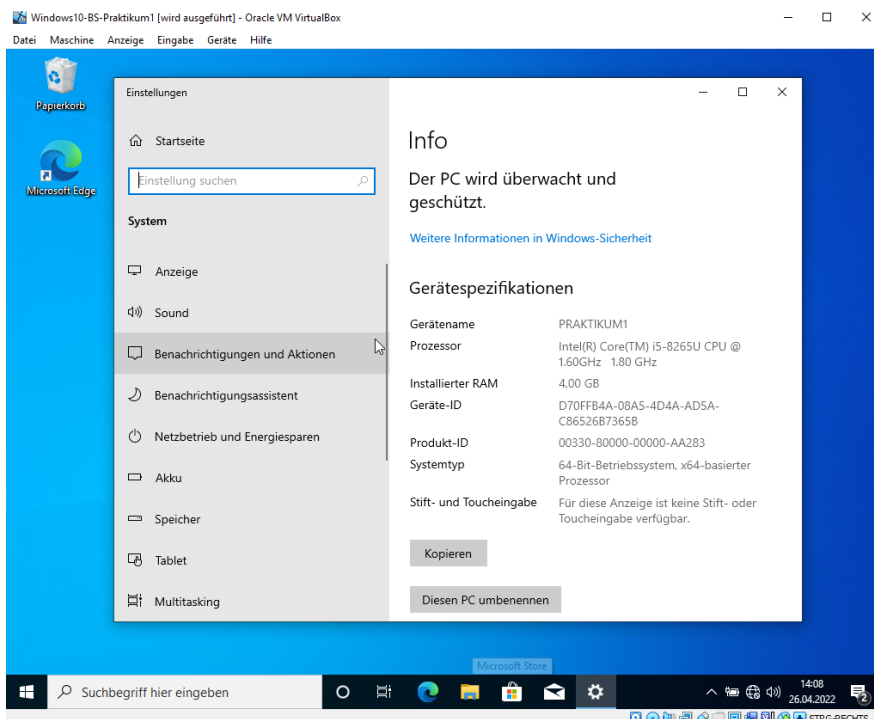 Windows10-BS-Praktikum1 [wird ausgeführt] - Oracle VM VirtualBox
Datei Maschine Anzeige Eingabe Geräte Hilfe
Papierkorb
Microsoft Edge
Einstellungen
Startseite
Einstellung suchen
System
Anzeige
Sound
Benachrichtigungen und Aktionen
Benachrichtigungsassistent
Netzbetrieb und Energiesparen
Akku
Speicher
Tablet
Multitasking
Info
Der PC wird überwacht und
geschützt.
Weitere Informationen in Windows-Sicherheit
Gerätespezifikationen
Gerätename PRAKTIKUM1
Prozessor Intel(R) Core(TM) i5-8265U CPU @
1.60GHz 1.80 GHz
Installierter RAM 4,00 GB
Geräte-ID D70FFB4A-08A5-4D4A-AD5A-
C86526B7365B
Produkt-ID 00330-80000-00000-AA283
Systemtyp 64-Bit-Betriebssystem, x64-basierter
Prozessor
Stift- und Toucheingabe Für diese Anzeige ist keine Stift- oder
Toucheingabe verfügbar.
Kopieren
Diesen PC umbenennen
Microsoft Store
Suchbegriff hier eingeben
14:08
26.04.2022
2
STRG-RECHTS